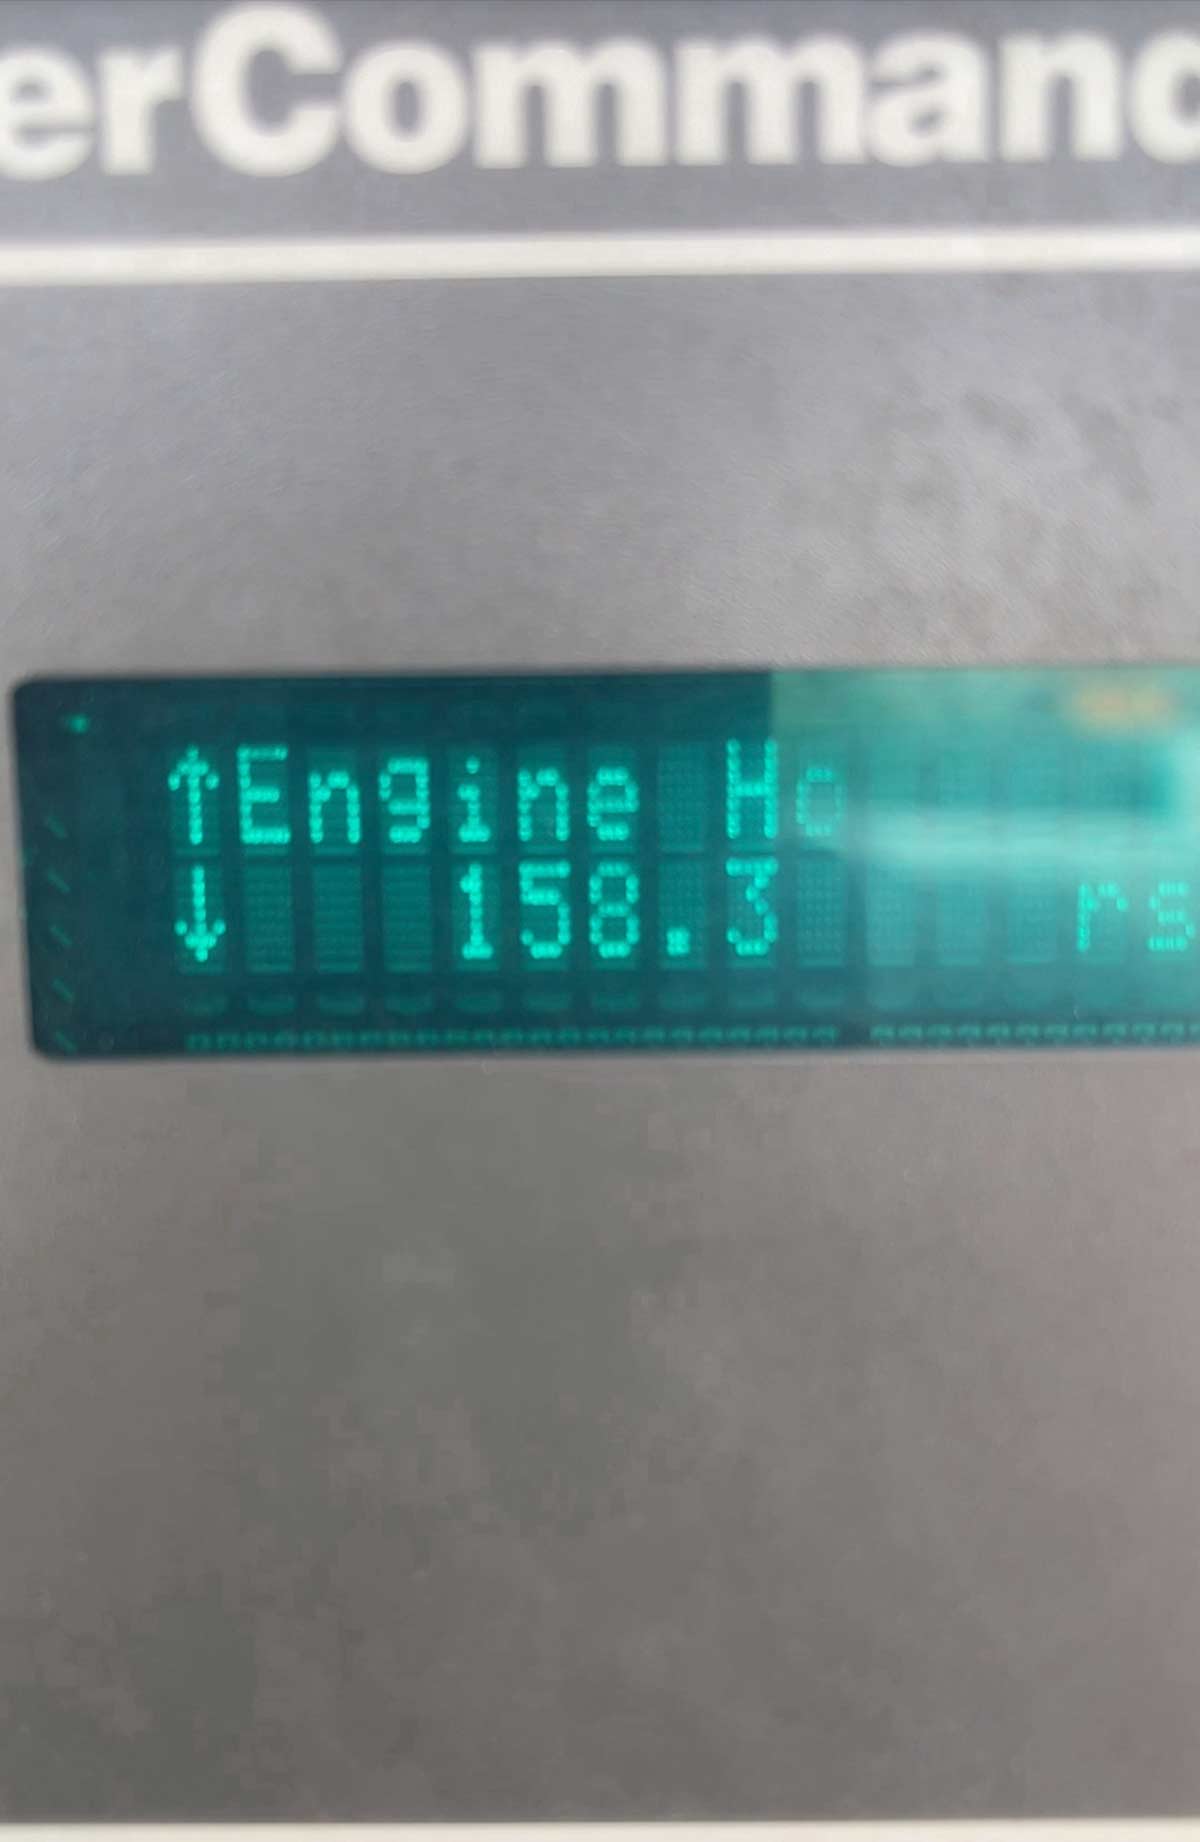 erCommand
↑Engine Ho
↓ 158.3 rs